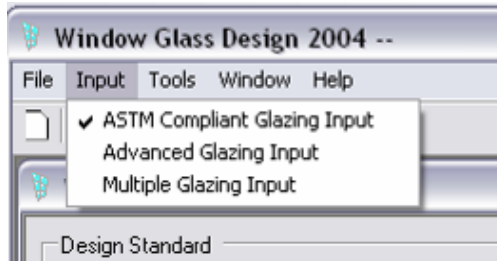 Window Glass Design 2004 --
File Input Tools Window Help
✓ ASTM Compliant Glazing Input
Advanced Glazing Input
Multiple Glazing Input
Design Standard